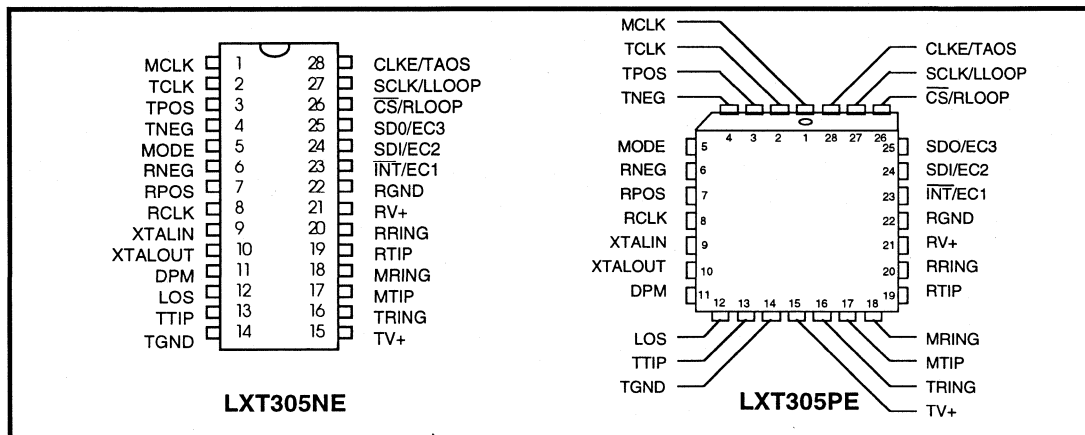 MCLK 1 28 CLKE/TAOS
TCLK 2 27 SCLK/LLOOP
TPOS 3 26 CS/RLOOP
TNEG 4 25 SD0/EC3
MODE 5 24 SDI/EC2
RNEG 6 23 INT/EC1
RPOS 7 22 RGND
RCLK 8 21 RV+
XTALIN 9 20 RRING
XTALOUT 10 19 RTIP
DPM 11 18 MRING
LOS 12 17 MTIP
TTIP 13 16 TRING
TGND 14 15 TV+
LXT305NE
MCLK
TCLK CLKE/TAOS
TPOS SCLK/LLOOP
TNEG CS/RLOOP
4 3 2 1 28 27 26
MODE 5 25 SDO/EC3
RNEG 6 24 SDI/EC2
RPOS 7 23 INT/EC1
RCLK 8 22 RGND
XTALIN 9 21 RV+
XTALOUT 10 20 RRING
DPM 11 19 RTIP
12 13 14 15 16 17 18
LOS MRING
TTIP MTIP
TGND TRING
TV+
LXT305PE